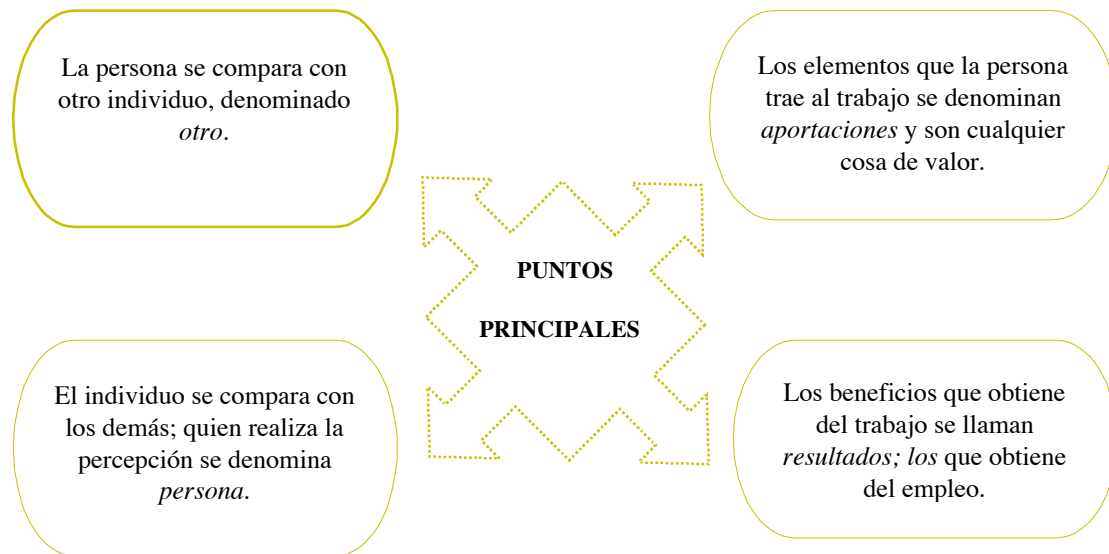 La persona se compara con
otro individuo, denominado
otro.
Los elementos que la persona
trae al trabajo se denominan
aportaciones y son cualquier
cosa de valor.
PUNTOS
PRINCIPALES
El individuo se compara con
los demás; quien realiza la
percepción se denomina
persona.
Los beneficios que obtiene
del trabajo se llaman
resultados; los que obtiene
del empleo.